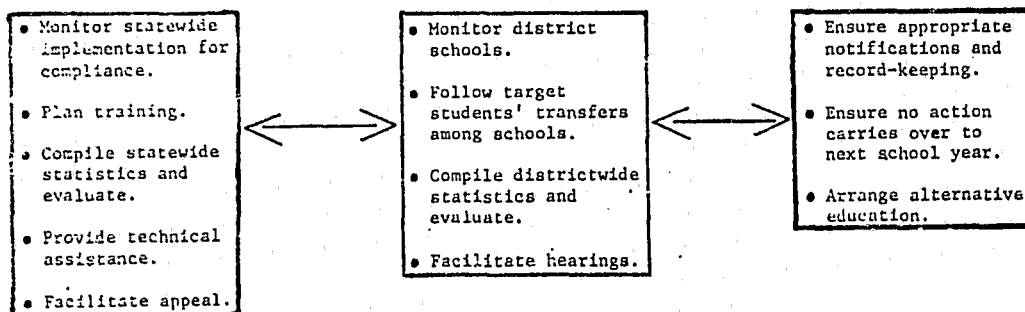 • Monitor statewide
implementation for
compliance.
• Plan training.
• Compile statewide
statistics and
evaluate.
• Provide technical
assistance.
• Facilitate appeal.
• Monitor district
schools.
• Follow target
students' transfers
among schools.
• Compile districtwide
statistics and
evaluate.
• Facilitate hearings.
• Ensure appropriate
notifications and
record-keeping.
• Ensure no action
carries over to
next school year.
• Arrange alternative
education.